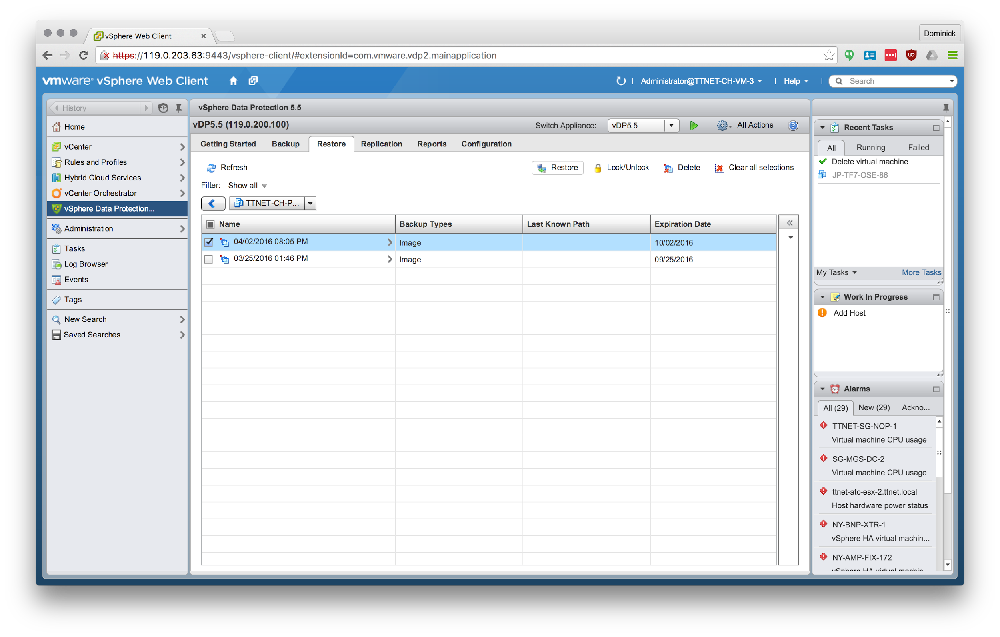 vSphere Web Client
Dominick
https://119.0.203.63:9443/vsphere-client/#extensionId=com.vmware.vdp2.mainapplication
vmware® vSphere Web Client
Administrator@TTNET-CH-VM-3
Help
Search
History
Home
vCenter
Rules and Profiles
Hybrid Cloud Services
vCenter Orchestrator
vSphere Data Protection...
Administration
Tasks
Log Browser
Events
Tags
New Search
Saved Searches
vSphere Data Protection 5.5
vDP5.5 (119.0.200.100)
Switch Appliance: vDP5.5
All Actions
Getting Started Backup Restore Replication Reports Configuration
Refresh
Restore Lock/Unlock Delete Clear all selections
Filter: Show all
TTNET-CH-P...
Name Backup Types Last Known Path Expiration Date
04/02/2016 08:05 PM Image 10/02/2016
03/25/2016 01:46 PM Image 09/25/2016
Recent Tasks
All Running Failed
Delete virtual machine
JP-TF7-OSE-86
My Tasks More Tasks
Work In Progress
Add Host
Alarms
All (29) New (29) Ackno...
TTNET-SG-NOP-1
Virtual machine CPU usage
SG-MGS-DC-2
Virtual machine CPU usage
ttnet-atc-esx-2.ttnet.local
Host hardware power status
NY-BNP-XTR-1
vSphere HA virtual machin...
NY-AMP-FIX-172